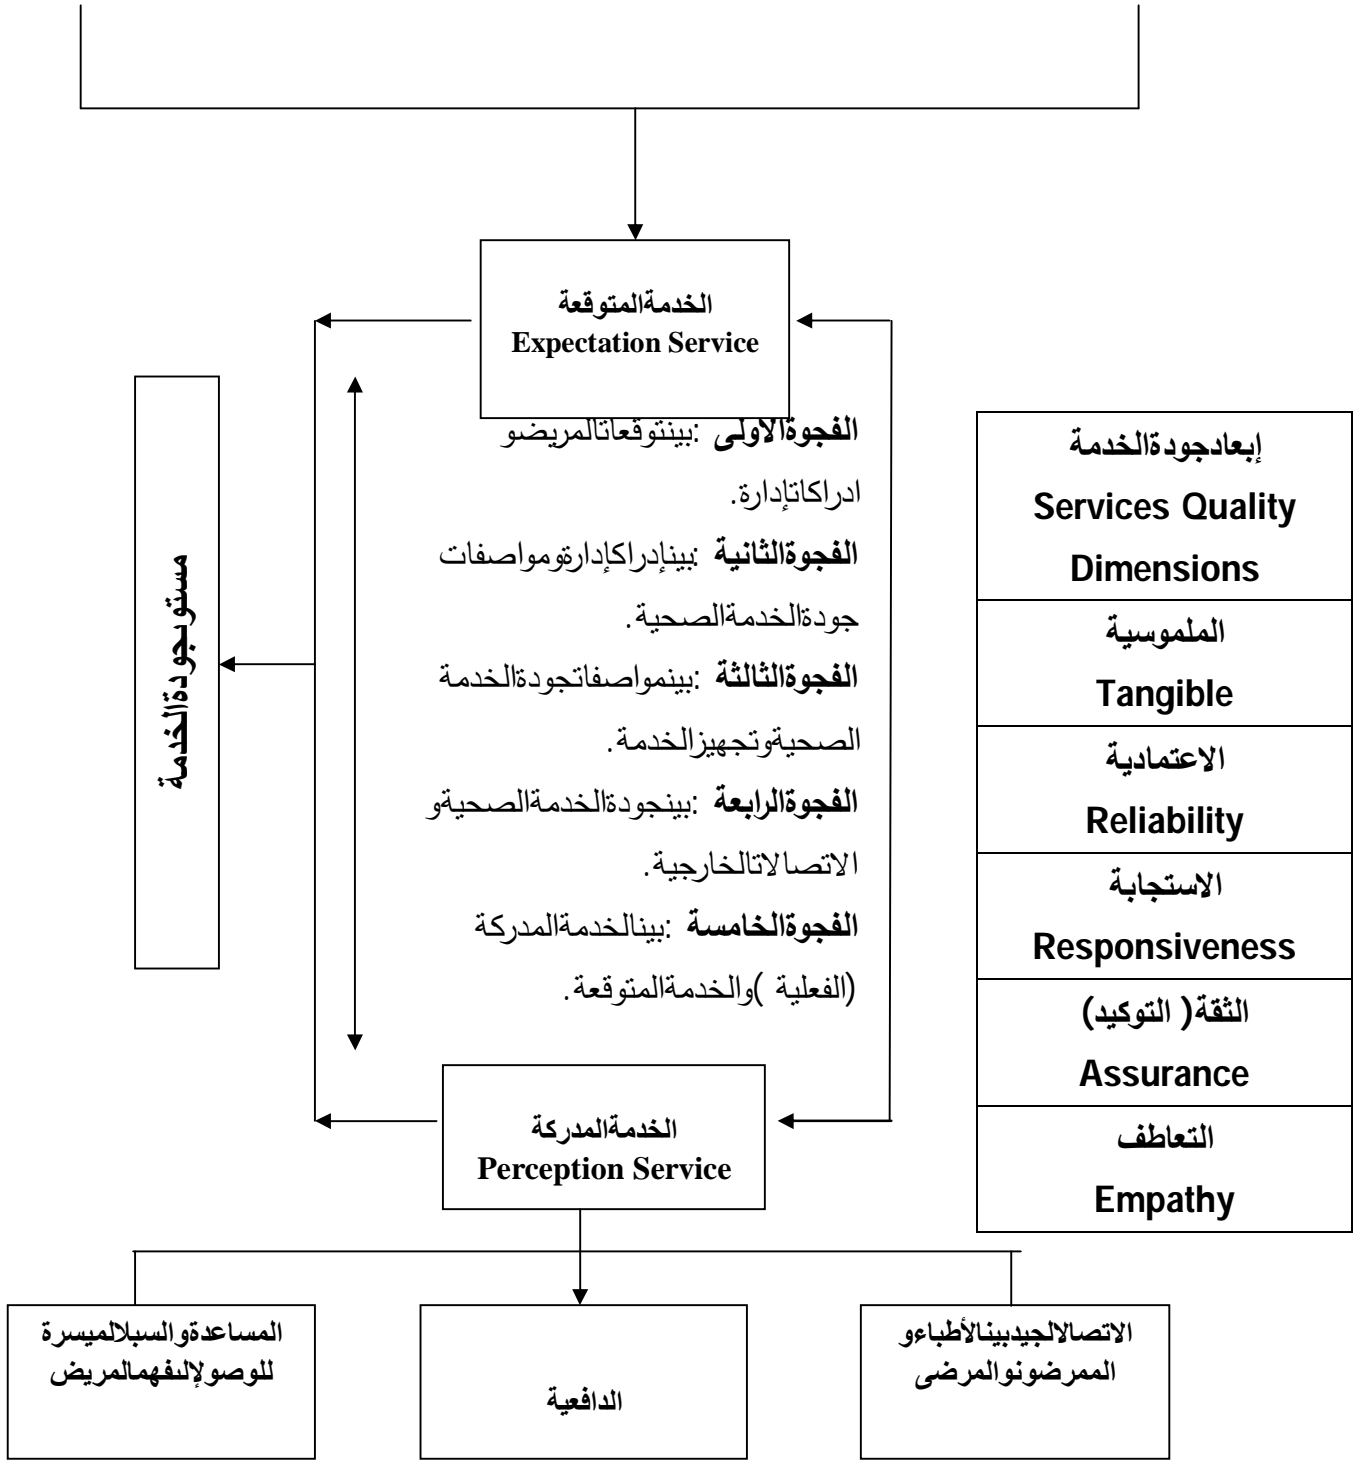 الخدمةالمتوقعة
Expectation Service
الفجوةالاولى :بينتوقعاتالمريضو
ادراكاتإدارة.
الفجوةالثانية :بينإدراكإدارةومواصفات
جودةالخدمةالصحية.
الفجوةالثالثة :بينمواصفاتجودةالخدمة
الصحيةوتجهيزالخدمة.
الفجوةالرابعة :بينجودةالخدمةالصحيةو
الاتصالاتالخارجية.
الفجوةالخامسة :بينالخدمةالمدركة
(الفعلية )والخدمةالمتوقعة.
إبعادجودةالخدمة
Services Quality
Dimensions
الملموسية
Tangible
الاعتمادية
Reliability
الاستجابة
Responsiveness
الثقة( التوكيد)
Assurance
التعاطف
Empathy
مستوىجودةالخدمة
الخدمةالمدركة
Perception Service
الاتصالالجيدبينالأطباءو
الممرضونوالمرضى
الدافعية
المساعدةوالسبلالميسرة
للوصولإلىفهمالمريض